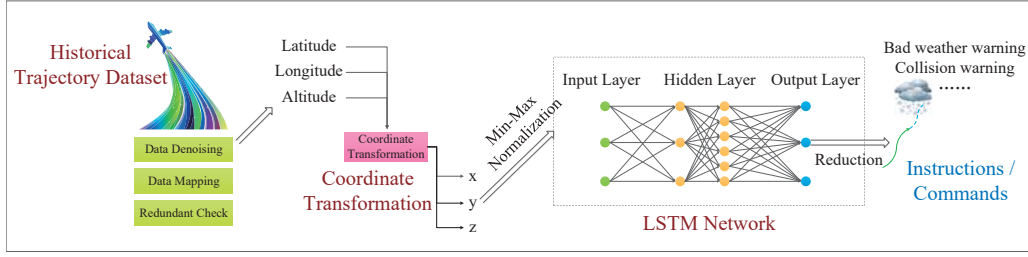 Historical
Trajectory Dataset
Data Denoising
Data Mapping
Redundant Check
Latitude
Longitude
Altitude
Coordinate
Transformation
Coordinate
Transformation
x
y
z
Min-Max
Normalization
Input Layer
Hidden Layer
Output Layer
LSTM Network
Reduction
Bad weather warning
Collision warning
......
Instructions /
Commands